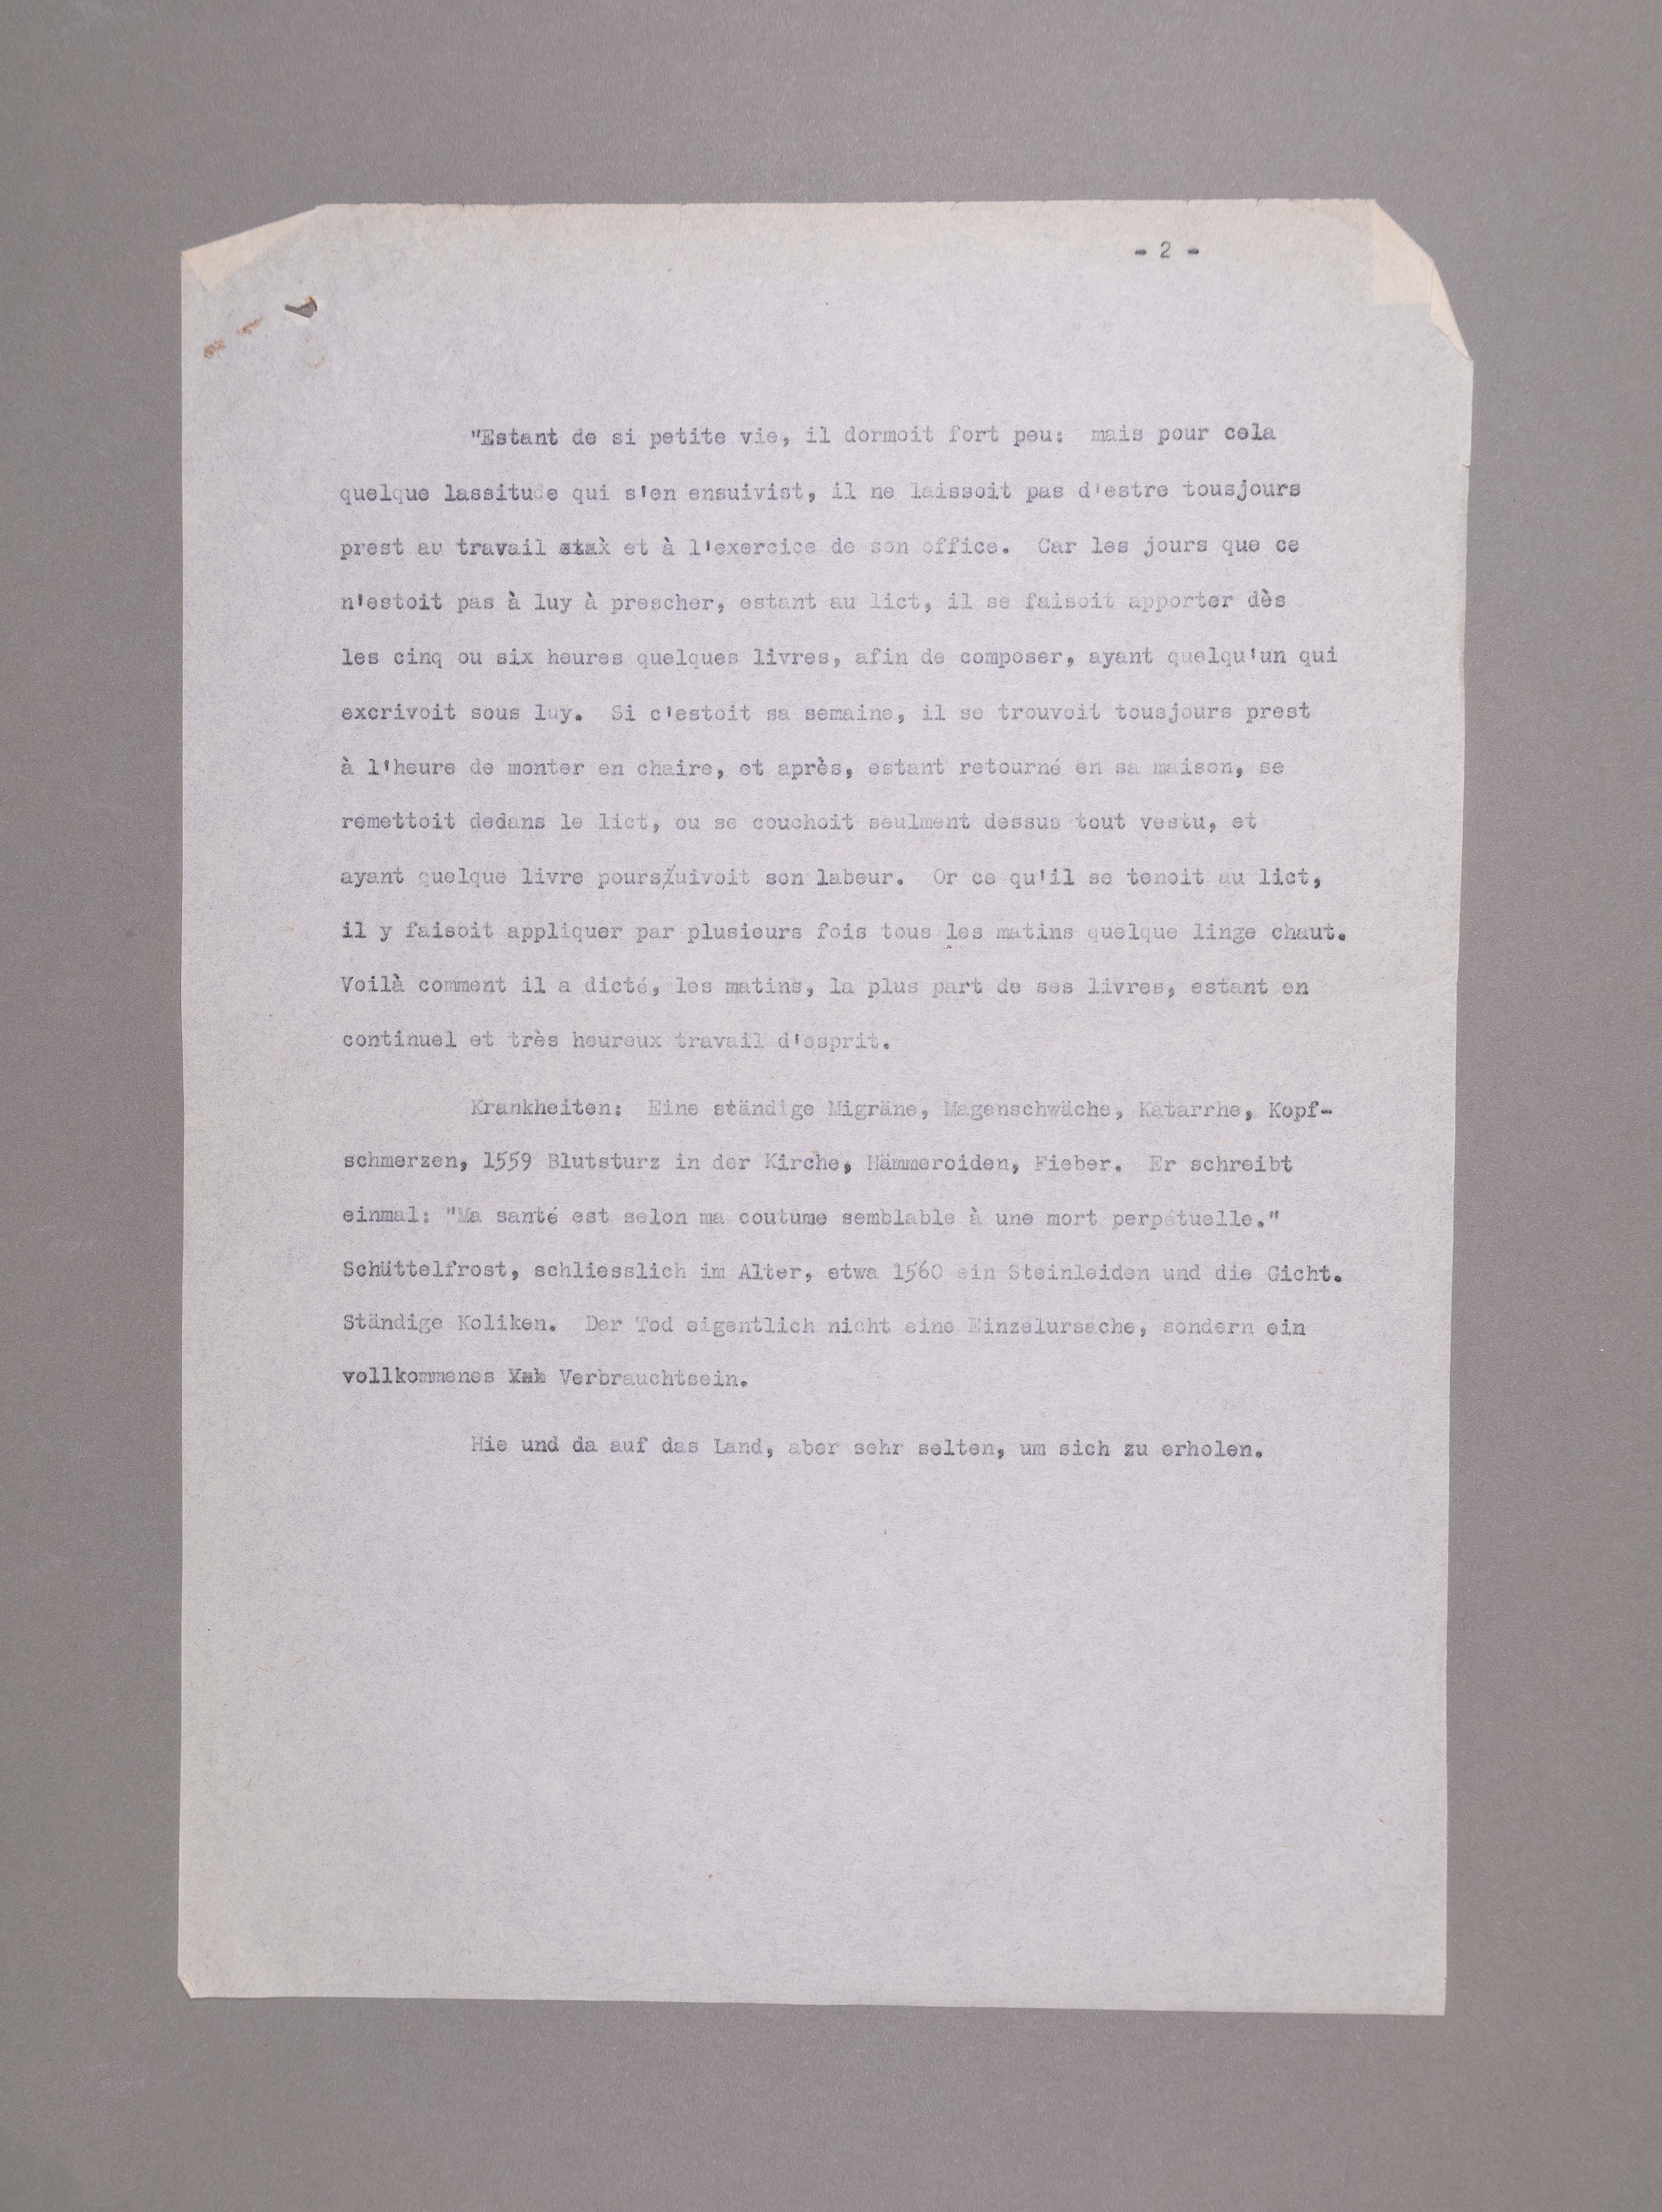 - 2 -
"Estant de si petite vie, il dormoit fort peu: mais pour cela
quelque lassitude qui s'en ensuivist, il ne laissoit pas d'estre tousjours
prest au travail et à l'exercice de son office. Car les jours que ce
n'estoit pas à luy à prescher, estant au lict, il se faisoit apporter dès
les cinq ou six heures quelques livres, afin de composer, ayant quelqu'un qui
excrivoit sous luy. Si c'estoit sa semaine, il se trouvoit tousjours prest
à l'heure de monter en chaire, et après, estant retourné en sa maison, se
remettoit dedans le lict, ou se couchoit seulment dessus tout vestu, et
ayant quelque livre poursuivoit son labeur. Or ce qu'il se tenoit au lict,
il y faisoit appliquer par plusieurs fois tous les matins quelque linge chaut.
Voilà comment il a dicté, les matins, la plus part de ses livres, estant en
continuel et très heureux travail d'esprit.
Krankheiten: Eine ständige Migräne, Magenschwäche, Katarrhe, Kopf-
schmerzen, 1559 Blutsturz in der Kirche, Hämmeroiden, Fieber. Er schreibt
einmal: "Ma santé est selon ma coutume semblable à une mort perpétuelle."
Schüttelfrost, schliesslich im Alter, etwa 1560 ein Steinleiden und die Gicht.
Ständige Koliken. Der Tod eigentlich nicht eine Einzelursache, sondern ein
vollkommenes Verbrauchtsein.
Hie und da auf das Land, aber sehr selten, um sich zu erholen.